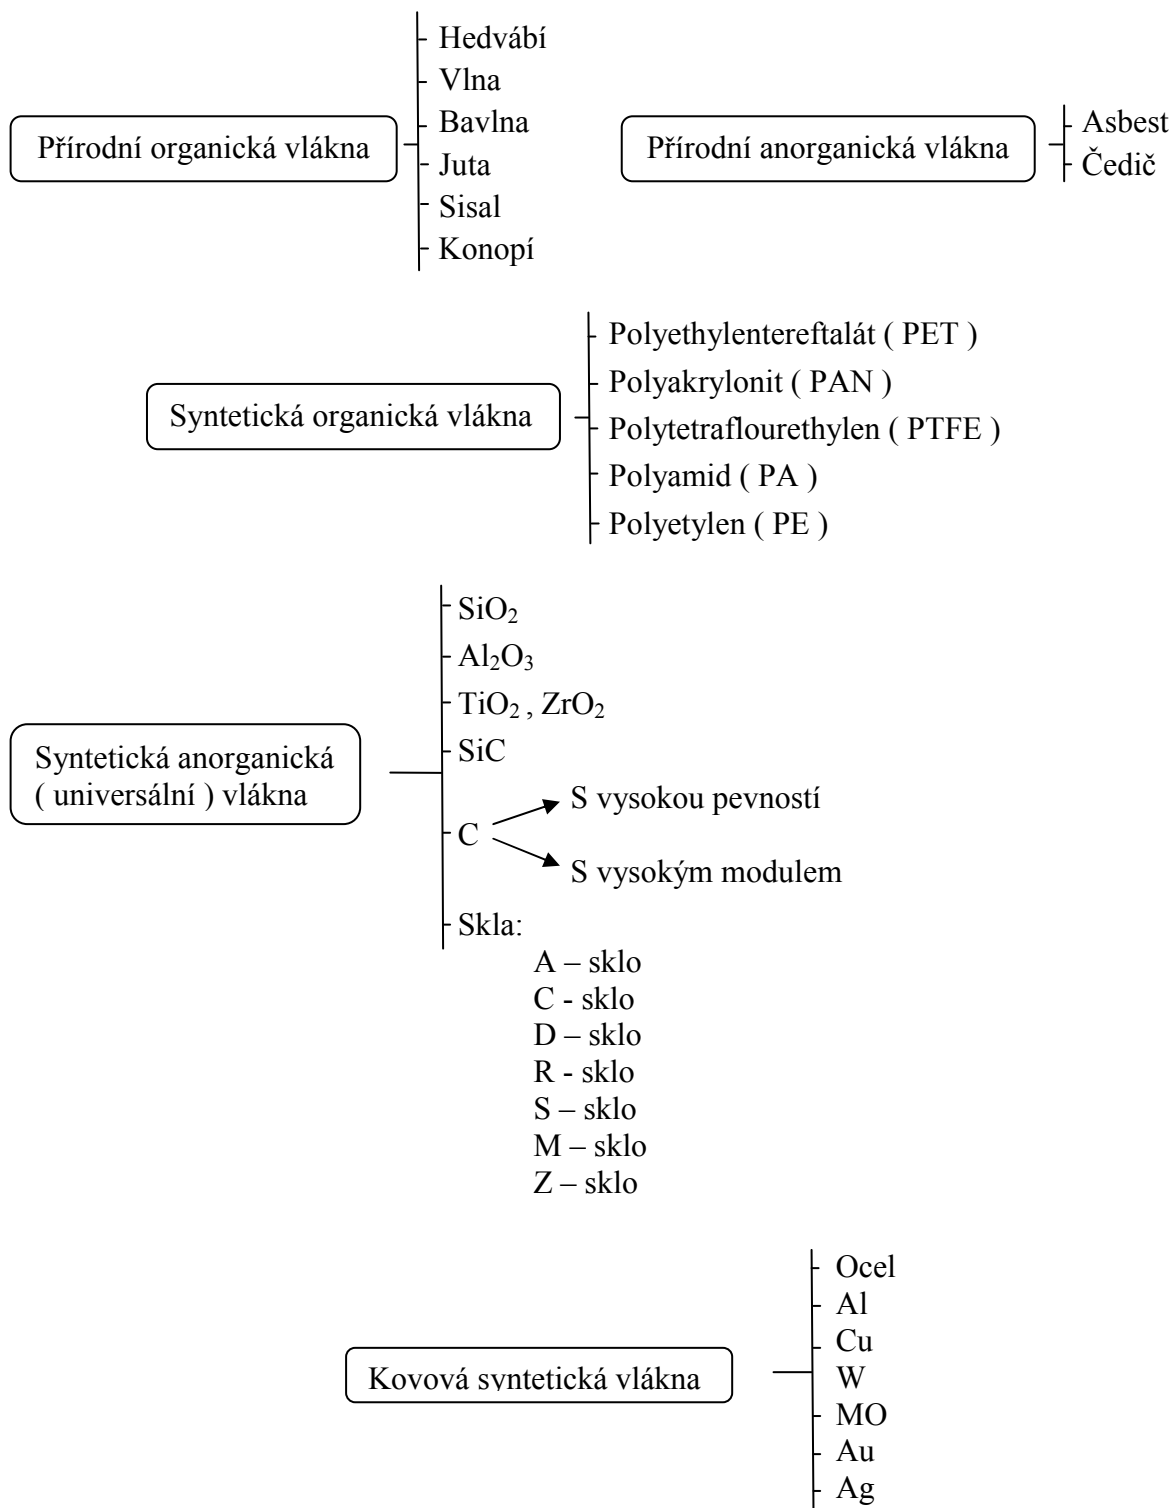 Hedvábí
Vlna
Bavlna
Juta
Sisal
Konopí
Přírodní organická vlákna
Přírodní anorganická vlákna
Asbest
Čedič
Syntetická organická vlákna
Polyethylentereftalát ( PET )
Polyakrylonit ( PAN )
Polytetraflourethylen ( PTFE )
Polyamid ( PA )
Polyetylen ( PE )
Syntetická anorganická
( universální ) vlákna
SiO₂
Al₂O₃
TiO₂ , ZrO₂
SiC
C
S vysokou pevností
S vysokým modulem
Skla:
A – sklo
C - sklo
D – sklo
R - sklo
S – sklo
M – sklo
Z – sklo
Kovová syntetická vlákna
Ocel
Al
Cu
W
MO
Au
Ag